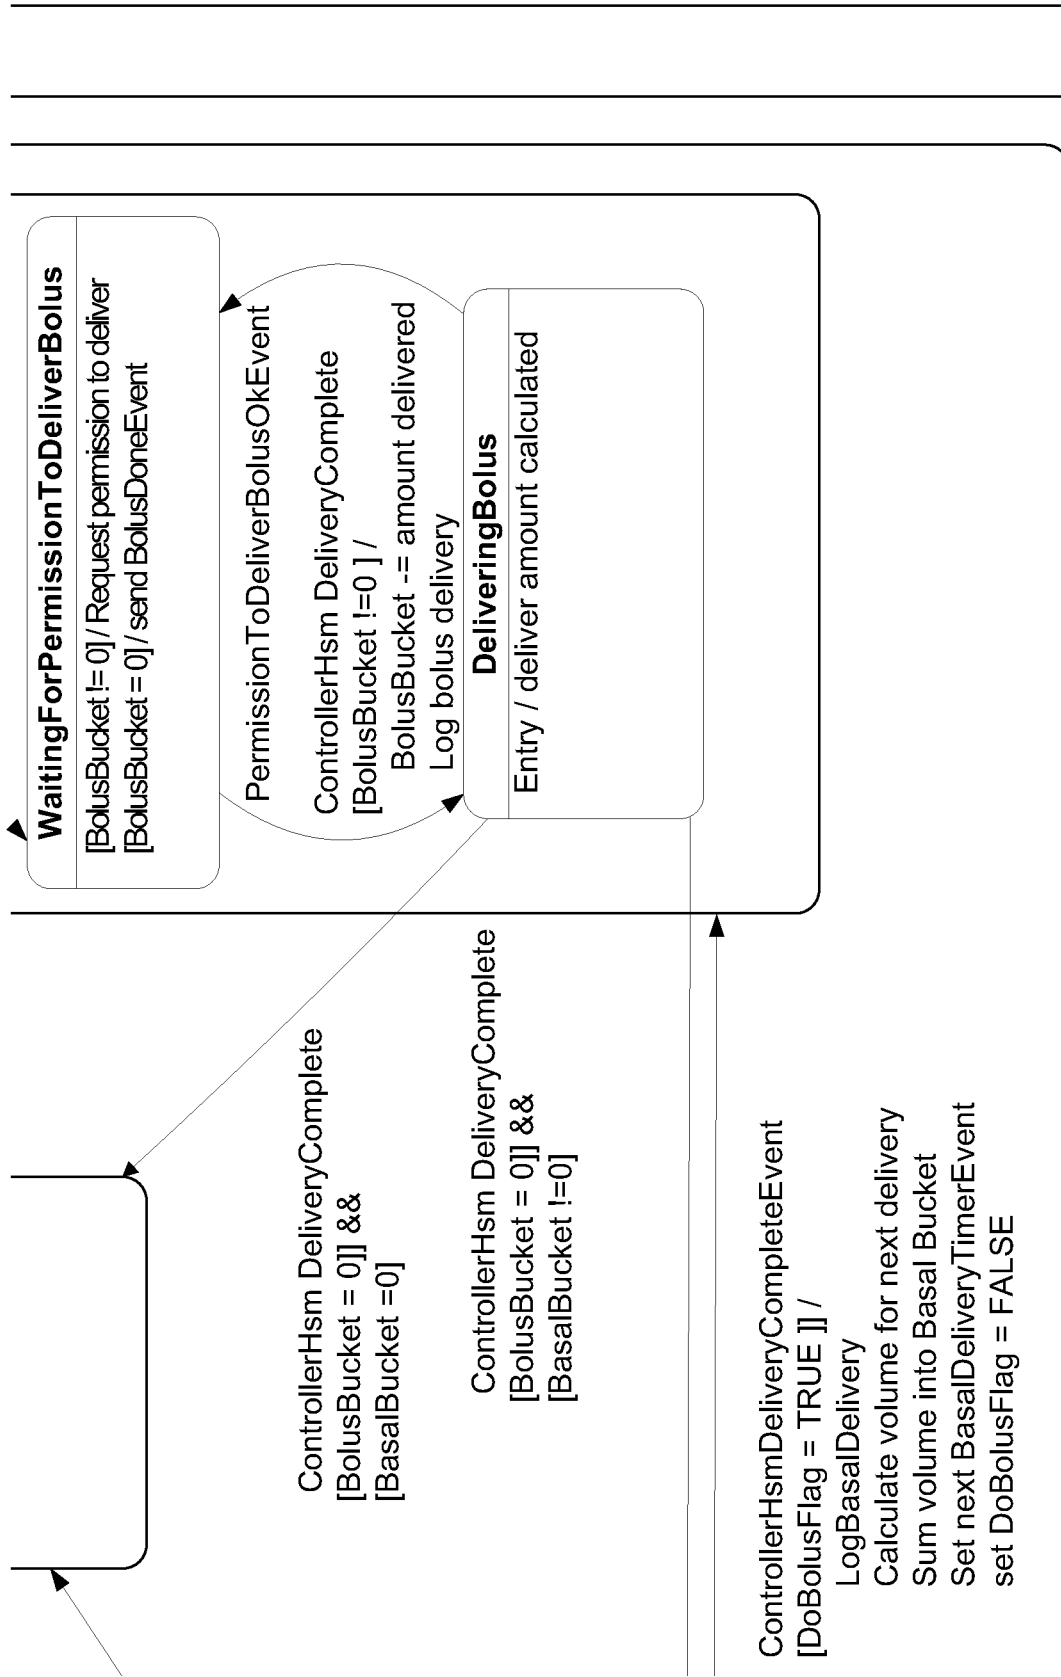 WaitingForPermissionToDeliverBolus
[BolusBucket != 0] / Request permission to deliver
[BolusBucket = 0] / send BolusDoneEvent
PermissionToDeliverBolusOkEvent
ControllerHsm DeliveryComplete
[BolusBucket !=0 ] /
BolusBucket -= amount delivered
Log bolus delivery
DeliveringBolus
Entry / deliver amount calculated
ControllerHsm DeliveryComplete
[BolusBucket = 0]] &&
[BasalBucket =0]
ControllerHsm DeliveryComplete
[BolusBucket = 0]] &&
[BasalBucket !=0]
ControllerHsmDeliveryCompleteEvent
[DoBolusFlag = TRUE ]] /
LogBasalDelivery
Calculate volume for next delivery
Sum volume into Basal Bucket
Set next BasalDeliveryTimerEvent
set DoBolusFlag = FALSE